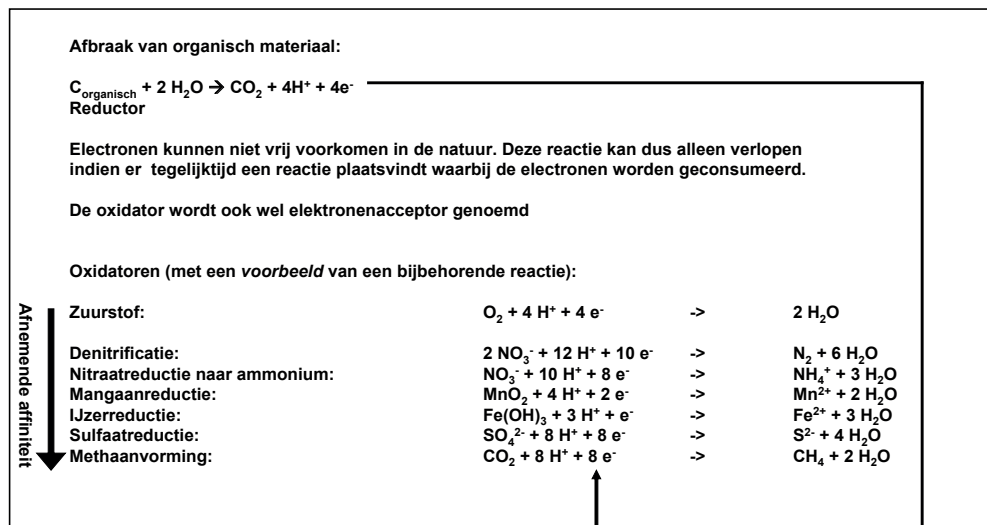 Afbraak van organisch materiaal:
C_organisch + 2 H₂O → CO₂ + 4H⁺ + 4e⁻
Reductor
Electronen kunnen niet vrij voorkomen in de natuur. Deze reactie kan dus alleen verlopen
indien er tegelijktijd een reactie plaatsvindt waarbij de electronen worden geconsumeerd.
De oxidator wordt ook wel elektronenacceptor genoemd
Oxidatoren (met een voorbeeld van een bijbehorende reactie):
Afnemende affiniteit
Zuurstof: O₂ + 4 H⁺ + 4 e⁻ -> 2 H₂O
Denitrificatie: 2 NO₃⁻ + 12 H⁺ + 10 e⁻ -> N₂ + 6 H₂O
Nitraatreductie naar ammonium: NO₃⁻ + 10 H⁺ + 8 e⁻ -> NH₄⁺ + 3 H₂O
Mangaanreductie: MnO₂ + 4 H⁺ + 2 e⁻ -> Mn²⁺ + 2 H₂O
IJzerreductie: Fe(OH)₃ + 3 H⁺ + e⁻ -> Fe²⁺ + 3 H₂O
Sulfaatreductie: SO₄²⁻ + 8 H⁺ + 8 e⁻ -> S²⁻ + 4 H₂O
Methaanvorming: CO₂ + 8 H⁺ + 8 e⁻ -> CH₄ + 2 H₂O